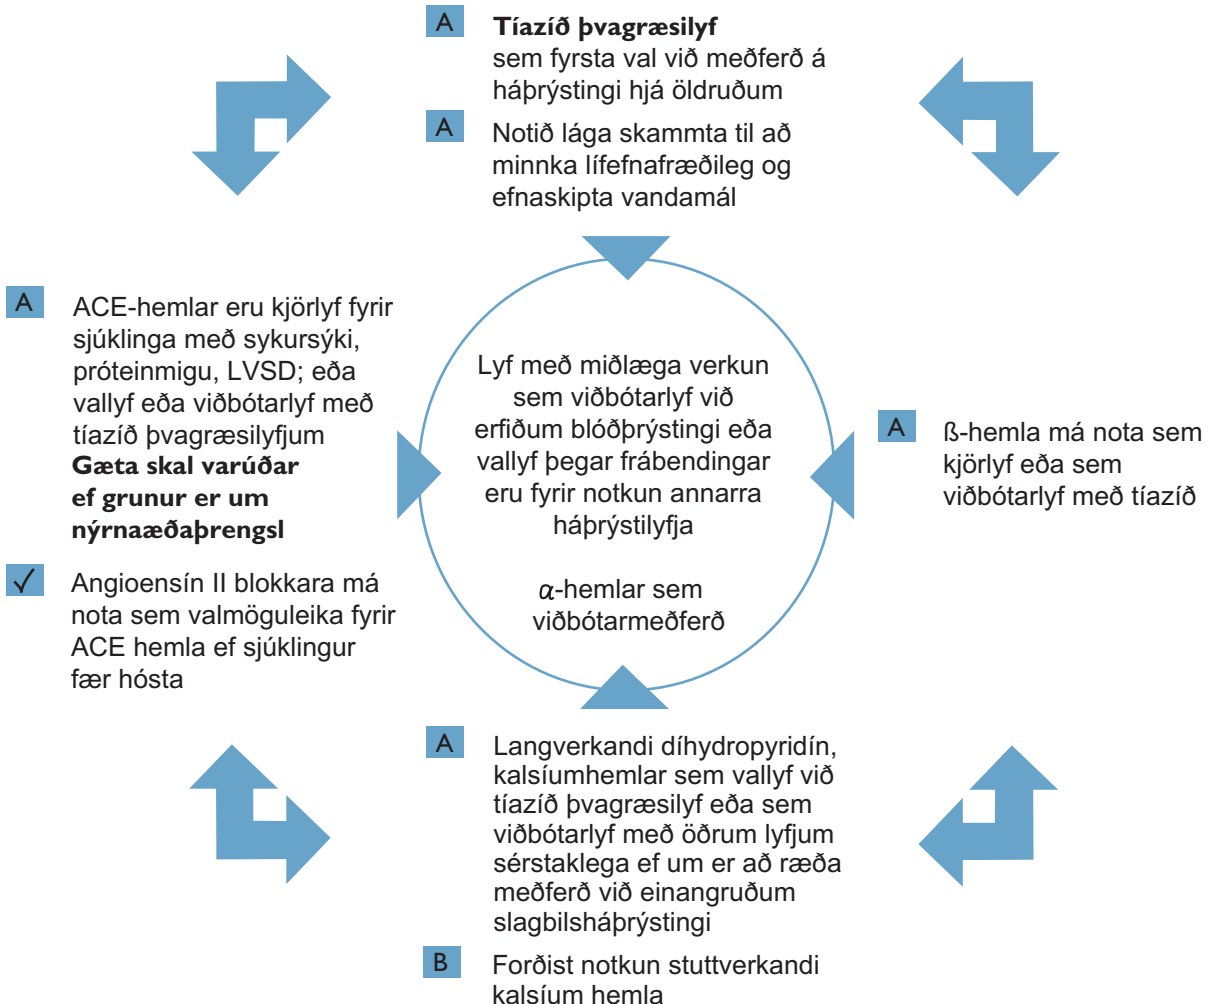 A Tíazíð þvagræsilyf
sem fyrsta val við meðferð á
háþrýstingi hjá öldruðum
A Notið lága skammta til að
minnka lífefnafræðileg og
efnaskipta vandamál
A ACE-hemlar eru kjörlyf fyrir
sjúklinga með sykursýki,
próteinmigu, LVSD; eða
vallyf eða viðbótarlyf með
tíazíð þvagræsilyfjum
Gæta skal varúðar
ef grunur er um
nýrnaæðaþrengsl
✓ Angioensín II blokkara má
nota sem valmöguleika fyrir
ACE hemla ef sjúklingur
fær hósta
Lyf með miðlæga verkun
sem viðbótarlyf við
erfiðum blóðþrýstingi eða
vallyf þegar frábendingar
eru fyrir notkun annarra
háþrýstilyfja
α-hemlar sem
viðbótarmeðferð
A ß-hemla má nota sem
kjörlyf eða sem
viðbótarlyf með tíazíð
A Langverkandi díhydropyridín,
kalsíumhemlar sem vallyf við
tíazíð þvagræsilyf eða sem
viðbótarlyf með öðrum lyfjum
sérstaklega ef um er að ræða
meðferð við einangruðum
slagbilsháþrýstingi
B Forðist notkun stuttverkandi
kalsíum hemla